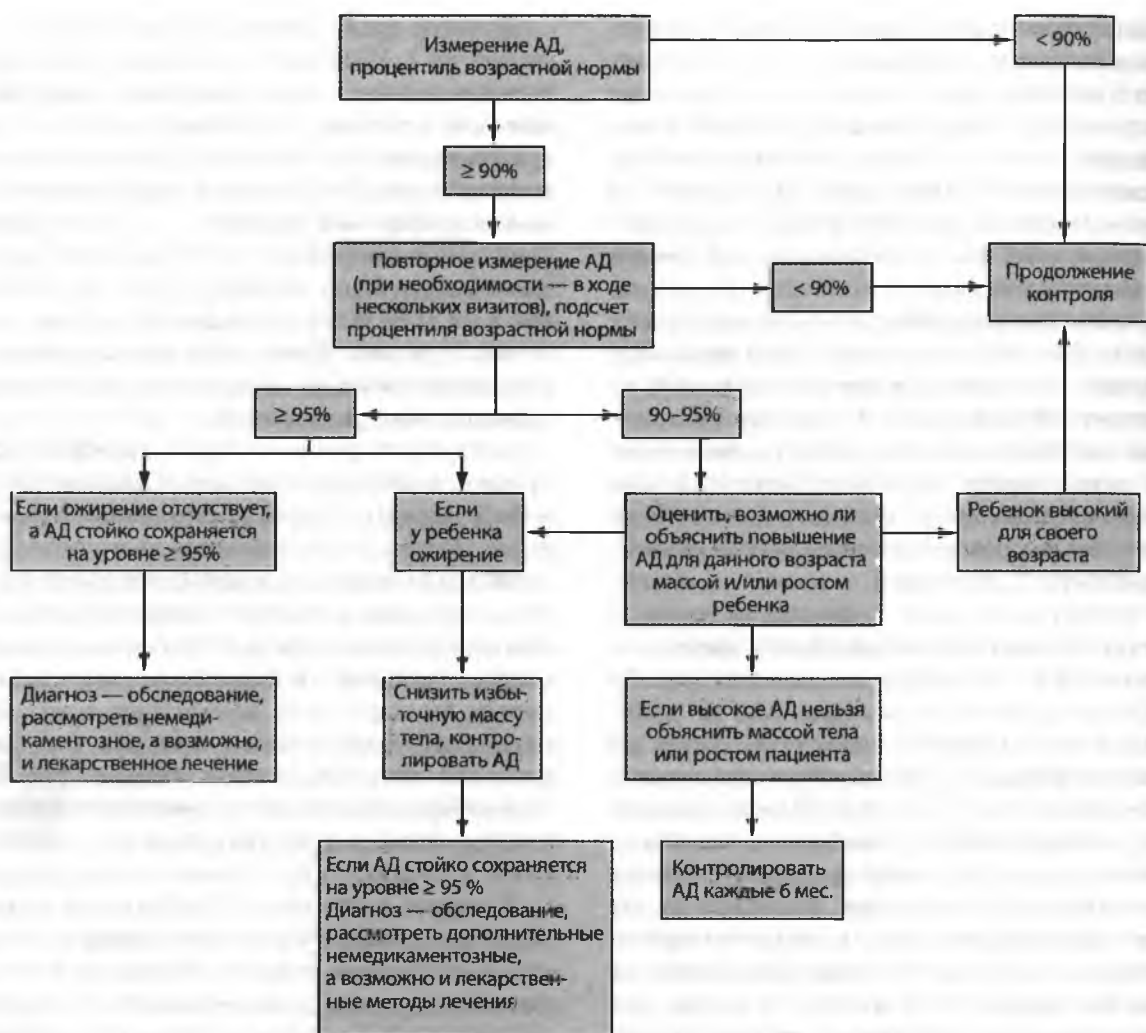 Измерение АД,
процентиль возрастной нормы
< 90%
≥ 90%
Повторное измерение АД
(при необходимости — в ходе
нескольких визитов), подсчет
процентиля возрастной нормы
< 90%
Продолжение
контроля
≥ 95%
90-95%
Если ожирение отсутствует,
а АД стойко сохраняется
на уровне ≥ 95%
Если
у ребенка
ожирение
Оценить, возможно ли
объяснить повышение
АД для данного возраста
массой и/или ростом
ребенка
Ребенок высокий
для своего
возраста
Диагноз — обследование,
рассмотреть немеди-
каментозное, а возможно,
и лекарственное лечение
Снизить избы-
точную массу
тела, контро-
лировать АД
Если высокое АД нельзя
объяснить массой тела
или ростом пациента
Если АД стойко сохраняется
на уровне ≥ 95 %
Диагноз — обследование,
рассмотреть дополнительные
немедикаментозные,
а возможно и лекарствен-
ные методы лечения
Контролировать
АД каждые 6 мес.